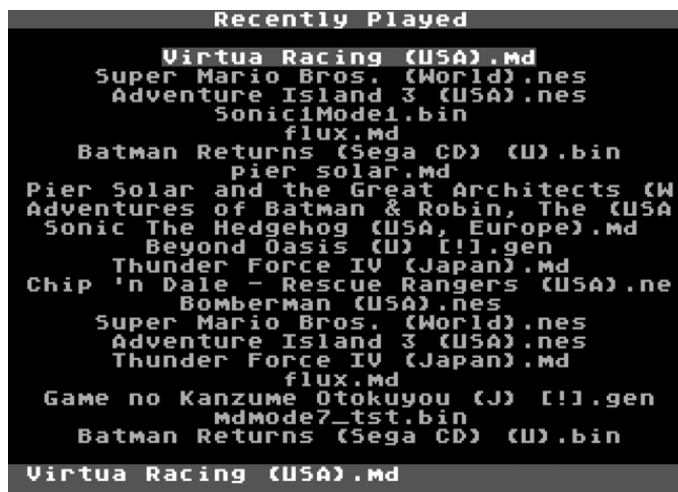 Recently Played
Virtua Racing (USA).md
Super Mario Bros. (World).nes
Adventure Island 3 (USA).nes
Sonic1Mode1.bin
flux.md
Batman Returns (Sega CD) (U).bin
pier solar.md
Pier Solar and the Great Architects (W
Adventures of Batman & Robin, The (USA
Sonic The Hedgehog (USA, Europe).md
Beyond Oasis (U) [!].gen
Thunder Force IV (Japan).md
Chip 'n Dale - Rescue Rangers (USA).ne
Bomberman (USA).nes
Super Mario Bros. (World).nes
Adventure Island 3 (USA).nes
Thunder Force IV (Japan).md
flux.md
Game no Kanzume Otokuyou (J) [!].gen
mdmode7_tst.bin
Batman Returns (Sega CD) (U).bin
Virtua Racing (USA).md